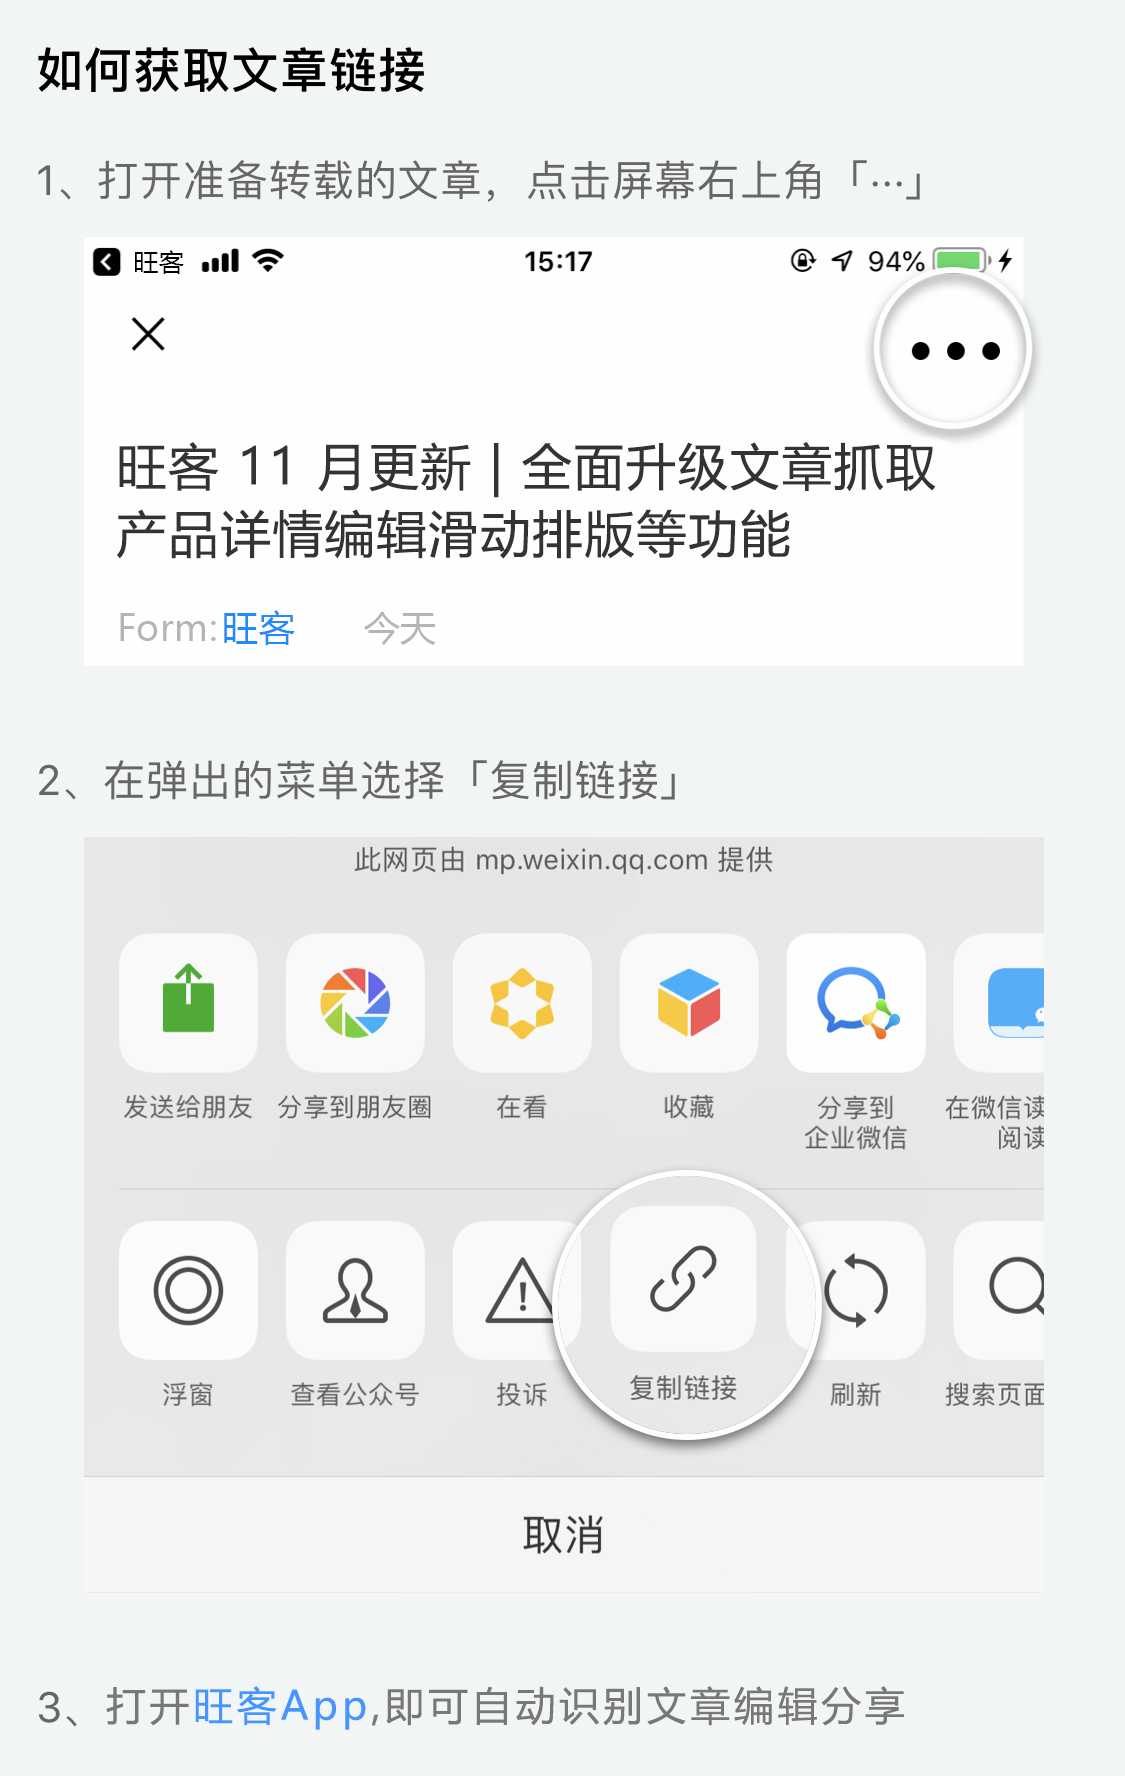 如何获取文章链接
1、打开准备转载的文章，点击屏幕右上角「···」
旺客 15:17 94%
旺客 11 月更新 | 全面升级文章抓取
产品详情编辑滑动排版等功能
Form:旺客 今天
2、在弹出的菜单选择「复制链接」
此网页由 mp.weixin.qq.com 提供
发送给朋友 分享到朋友圈 在看 收藏 分享到 在微信读
企业微信 阅读
浮窗 查看公众号 投诉 复制链接 刷新 搜索页面
取消
3、打开旺客App,即可自动识别文章编辑分享